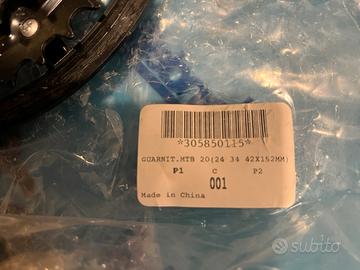 *305850115*
GUARNIT.MTB 20(24 34 42X152MM)
P1 C P2
001
Made in China
subito